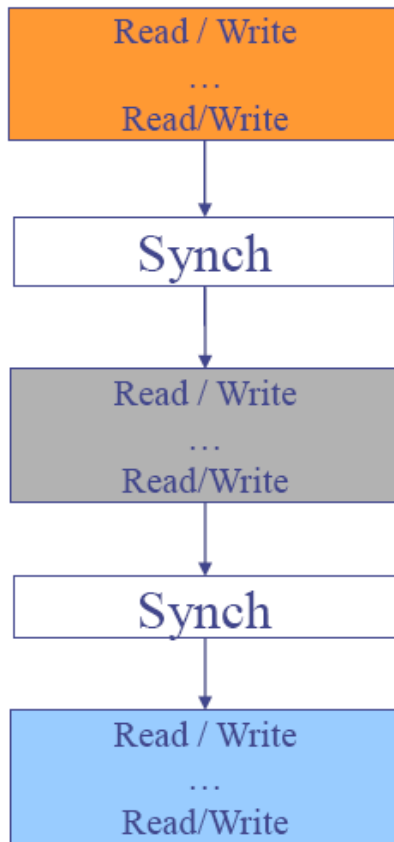 Read / Write
...
Read/Write
Synch
Read / Write
...
Read/Write
Synch
Read / Write
...
Read/Write